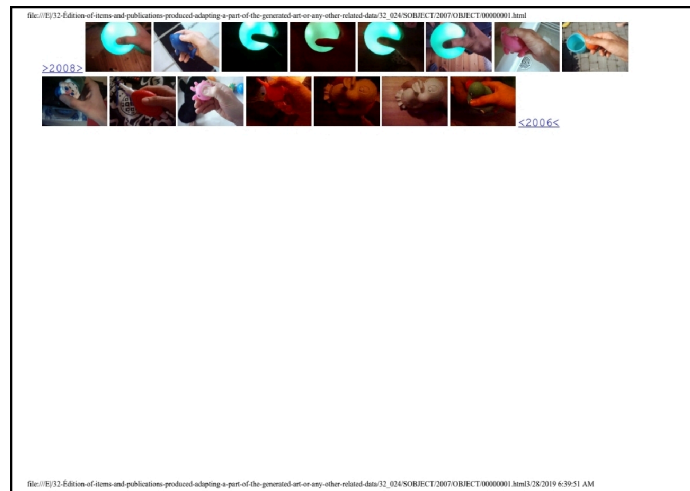 file:///E|/32-Edition-of-items-and-publications-produced-adapting-a-part-of-the-generated-art-or-any-other-related-data/32_024/SOBJECT/2007/OBJECT/00000001.html
>2008>
<2006<
file:///E|/32-Edition-of-items-and-publications-produced-adapting-a-part-of-the-generated-art-or-any-other-related-data/32_024/SOBJECT/2007/OBJECT/00000001.html3/28/2019 6:39:51 AM